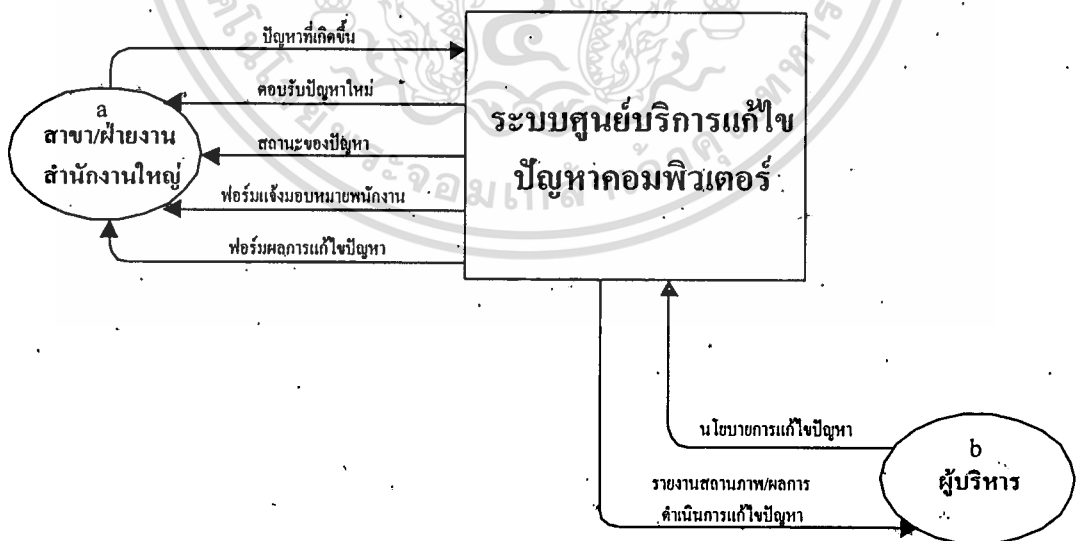 ปัญหาที่เกิดขึ้น
ตอบรับปัญหาใหม่
a
สาขา/ฝ่ายงาน
สำนักงานใหญ่
สถานะของปัญหา
ฟอร์มแจ้งมอบหมายพนักงาน
ฟอร์มผลการแก้ไขปัญหา
ระบบศูนย์บริการแก้ไข
ปัญหาคอมพิวเตอร์
นโยบายการแก้ไขปัญหา
b
ผู้บริหาร
รายงานสถานภาพ/ผลการ
ดำเนินการแก้ไขปัญหา